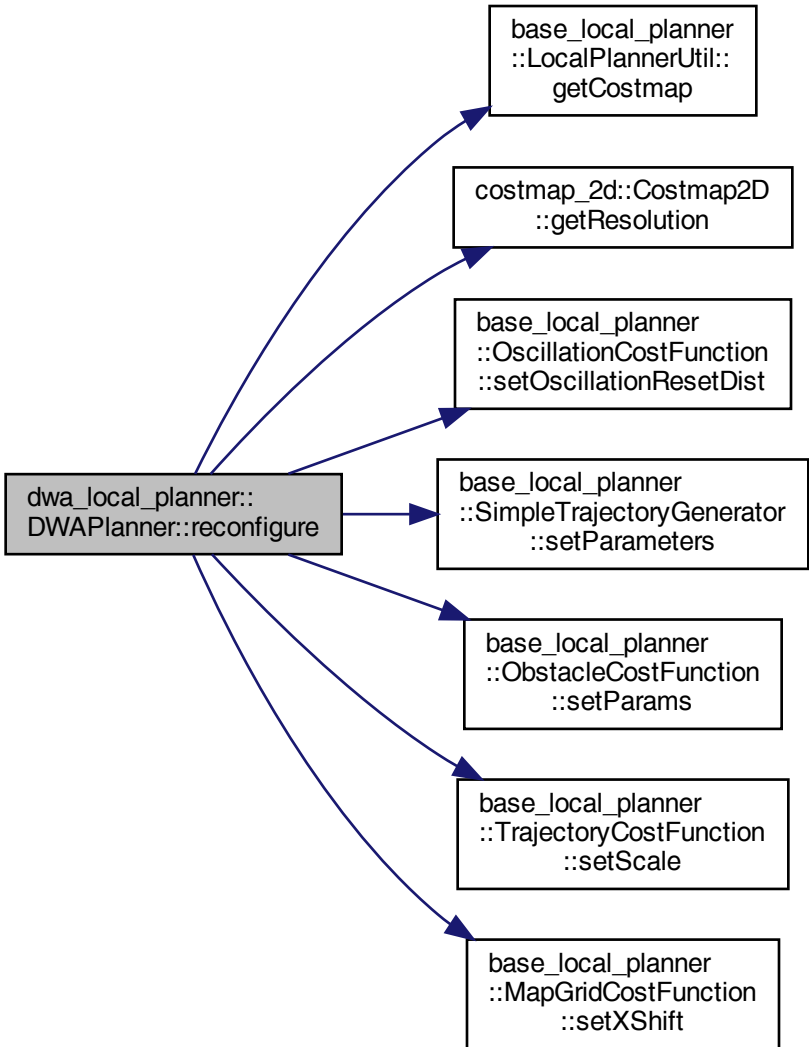 base_local_planner
::LocalPlannerUtil::
getCostmap
costmap_2d::Costmap2D
::getResolution
base_local_planner
::OscillationCostFunction
::setOscillationResetDist
dwa_local_planner::
DWAPlanner::reconfigure
base_local_planner
::SimpleTrajectoryGenerator
::setParameters
base_local_planner
::ObstacleCostFunction
::setParams
base_local_planner
::TrajectoryCostFunction
::setScale
base_local_planner
::MapGridCostFunction
::setXShift